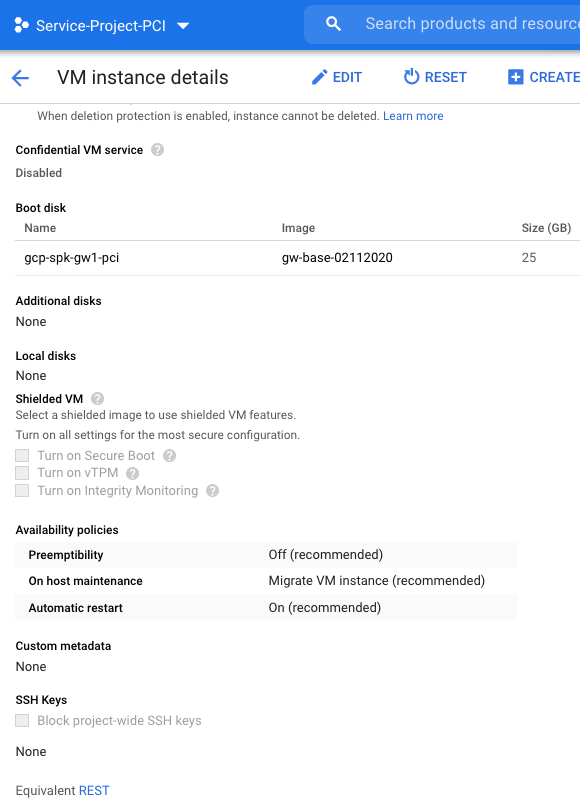 Service-Project-PCI
Search products and resourc
VM instance details
EDIT
RESET
CREATE
When deletion protection is enabled, instance cannot be deleted. Learn more
Confidential VM service
Disabled
Boot disk
Name Image Size (GB)
gcp-spk-gw1-pci gw-base-02112020 25
Additional disks
None
Local disks
None
Shielded VM
Select a shielded image to use shielded VM features.
Turn on all settings for the most secure configuration.
Turn on Secure Boot
Turn on vTPM
Turn on Integrity Monitoring
Availability policies
Preemptibility Off (recommended)
On host maintenance Migrate VM instance (recommended)
Automatic restart On (recommended)
Custom metadata
None
SSH Keys
Block project-wide SSH keys
None
Equivalent REST